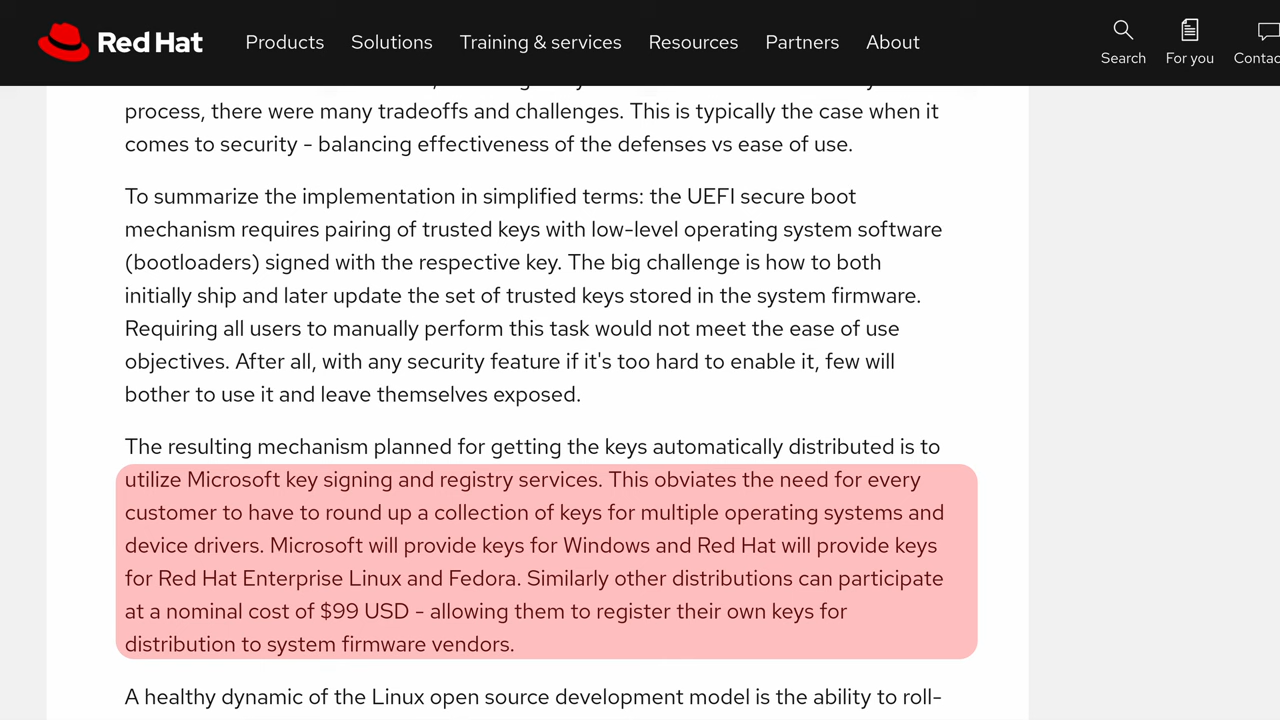 Red Hat
Products Solutions Training & services Resources Partners About
Search For you
process, there were many tradeoffs and challenges. This is typically the case when it
comes to security - balancing effectiveness of the defenses vs ease of use.
To summarize the implementation in simplified terms: the UEFI secure boot
mechanism requires pairing of trusted keys with low-level operating system software
(bootloaders) signed with the respective key. The big challenge is how to both
initially ship and later update the set of trusted keys stored in the system firmware.
Requiring all users to manually perform this task would not meet the ease of use
objectives. After all, with any security feature if it's too hard to enable it, few will
bother to use it and leave themselves exposed.
The resulting mechanism planned for getting the keys automatically distributed is to
utilize Microsoft key signing and registry services. This obviates the need for every
customer to have to round up a collection of keys for multiple operating systems and
device drivers. Microsoft will provide keys for Windows and Red Hat will provide keys
for Red Hat Enterprise Linux and Fedora. Similarly other distributions can participate
at a nominal cost of $99 USD - allowing them to register their own keys for
distribution to system firmware vendors.
A healthy dynamic of the Linux open source development model is the ability to roll-